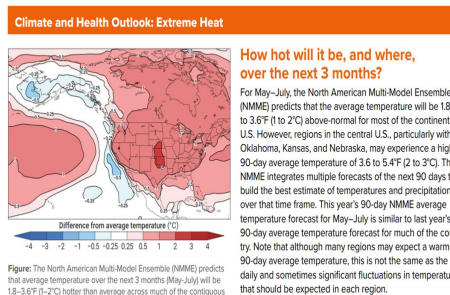 Climate and Health Outlook: Extreme Heat
How hot will it be, and where,
over the next 3 months?
For May–July, the North American Multi-Model Ensemble
(NMME) predicts that the average temperature will be 1.8
to 3.6°F (1 to 2°C) above-normal for most of the continent
U.S. However, regions in the central U.S., particularly with
Oklahoma, Kansas, and Nebraska, may experience a hig
90-day average temperature of 3.6 to 5.4°F (2 to 3°C). Th
NMME integrates multiple forecasts of the next 90 days t
build the best estimate of temperatures and precipitation
over that time frame. This year's 90-day NMME average
temperature forecast for May–July is similar to last year's
90-day average temperature forecast for much of the co
try. Note that although many regions may expect a warm
90-day average temperature, this is not the same as the
daily and sometimes significant fluctuations in temperatu
that should be expected in each region.
Difference from average temperature (°C)
-4 -3 -2 -1 -0.5 -0.25 0.25 0.5 1 2 3 4
Figure: The North American Multi-Model Ensemble (NMME) predicts
that average temperature over the next 3 months (May-July) will be
1.8–3.6°F (1–2°C) hotter than average across much of the contiguous